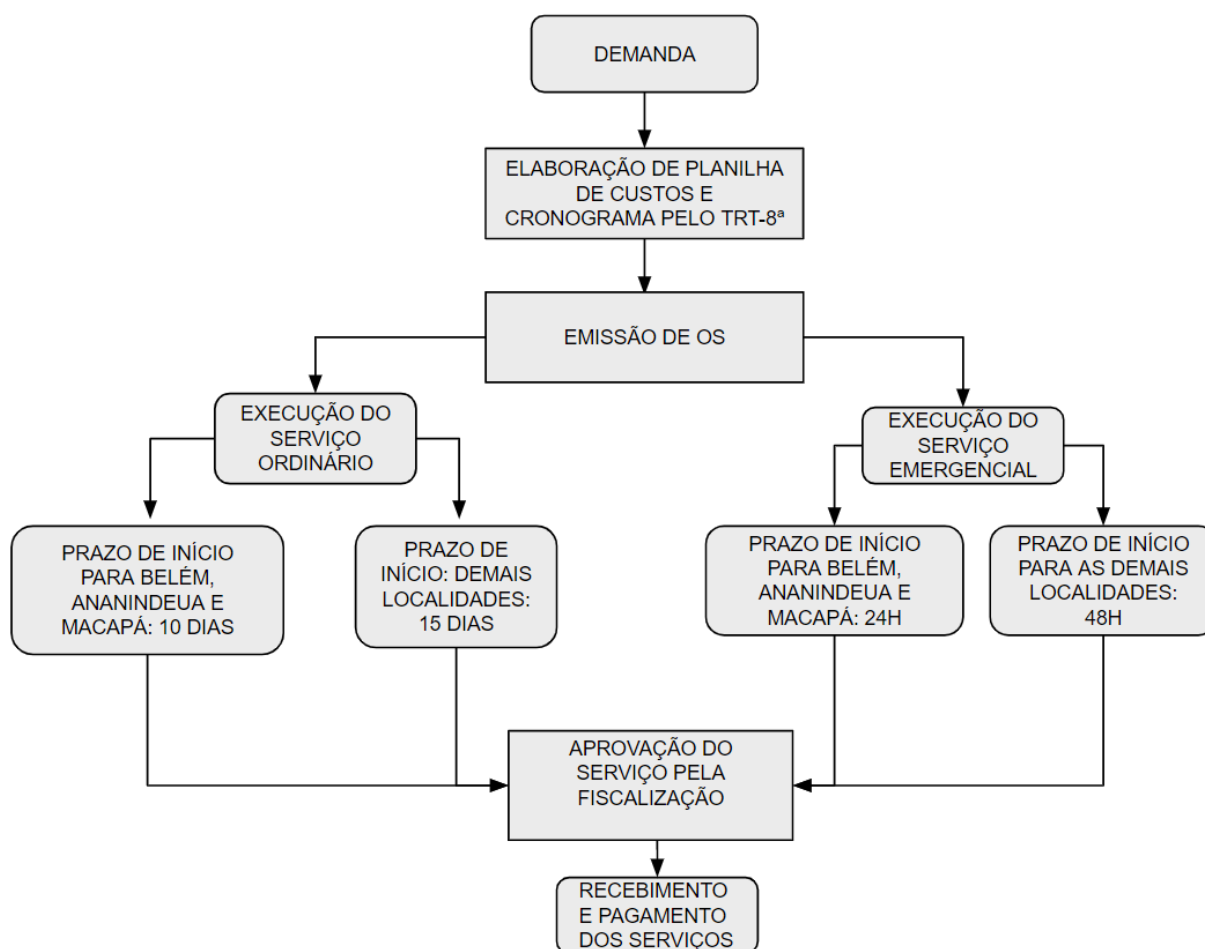 DEMANDA
ELABORAÇÃO DE PLANILHA
DE CUSTOS E
CRONOGRAMA PELO TRT-8ª
EMISSÃO DE OS
EXECUÇÃO DO
SERVIÇO
ORDINÁRIO
EXECUÇÃO DO
SERVIÇO
EMERGENCIAL
PRAZO DE INÍCIO
PARA BELÉM,
ANANINDEUA E
MACAPÁ: 10 DIAS
PRAZO DE
INÍCIO: DEMAIS
LOCALIDADES:
15 DIAS
PRAZO DE INÍCIO
PARA BELÉM,
ANANINDEUA E
MACAPÁ: 24H
PRAZO DE INÍCIO
PARA AS DEMAIS
LOCALIDADES:
48H
APROVAÇÃO DO
SERVIÇO PELA
FISCALIZAÇÃO
RECEBIMENTO
E PAGAMENTO
DOS SERVIÇOS